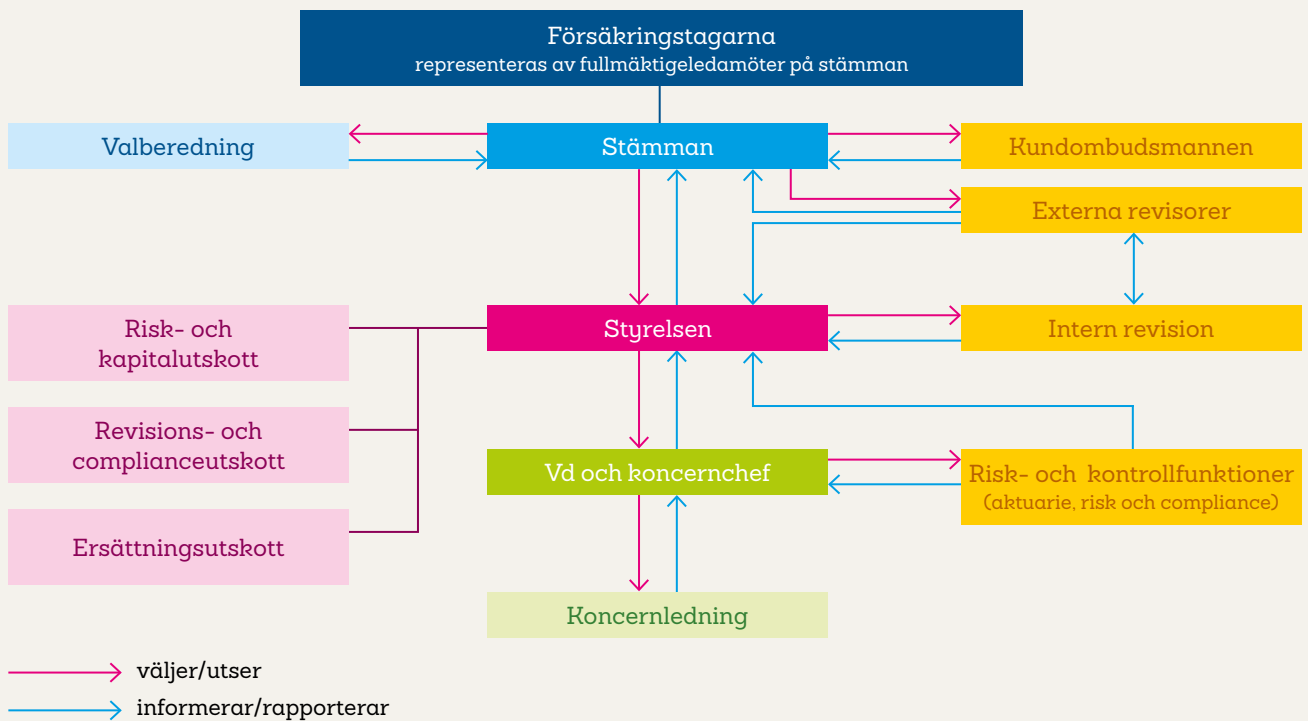 Försäkringstagarna
representeras av fullmäktigeledamöter på stämman
Valberedning
Stämman
Kundombudsmannen
Externa revisorer
Risk- och
kapitalutskott
Styrelsen
Intern revision
Revisions- och
complianceutskott
Vd och koncernchef
Risk- och kontrollfunktioner
(aktuarie, risk och compliance)
Ersättningsutskott
Koncernledning
väljer/utser
informerar/rapporterar